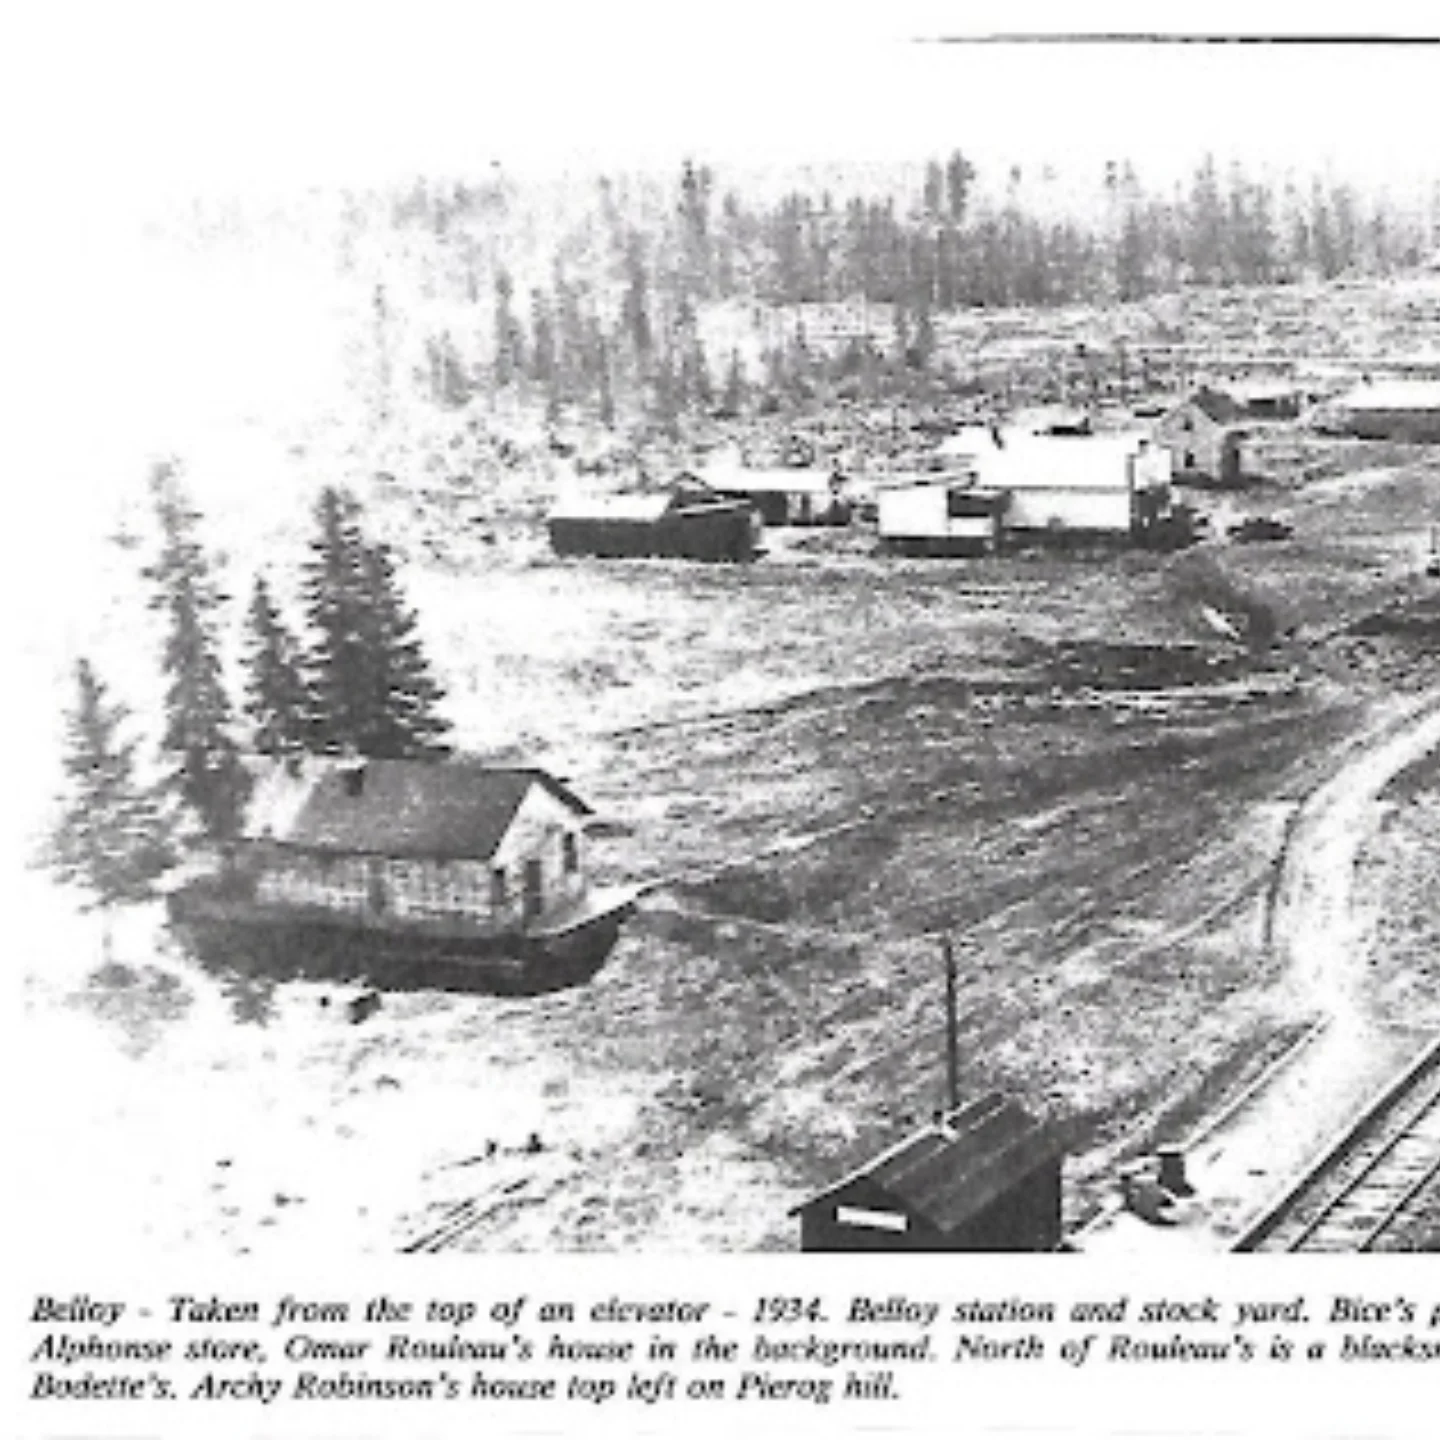 Belloy - Taken from the top of an elevator - 1934. Belloy station and stock yard. Bice's
Alphonse store, Omar Rouleau's house in the background. North of Rouleau's is a
Bodette's. Archy Robinson's house top left on Pierog hill.